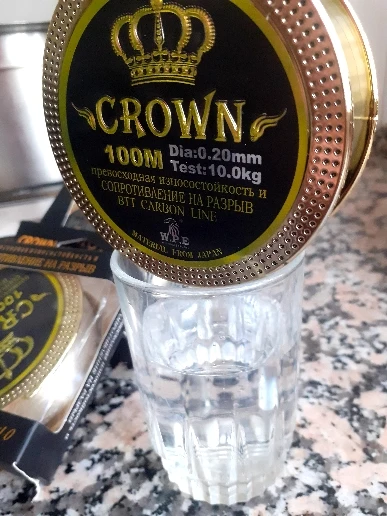 CROWN
100M Dia:0.20mm
Test:10.0kg
превосходная износостойкость и
СОПРОТИВЛЕНИЕ НА РАЗРЫВ
BTT CARBON LINE
W.P.E
MATERIAL FROM JAPAN
CROWN